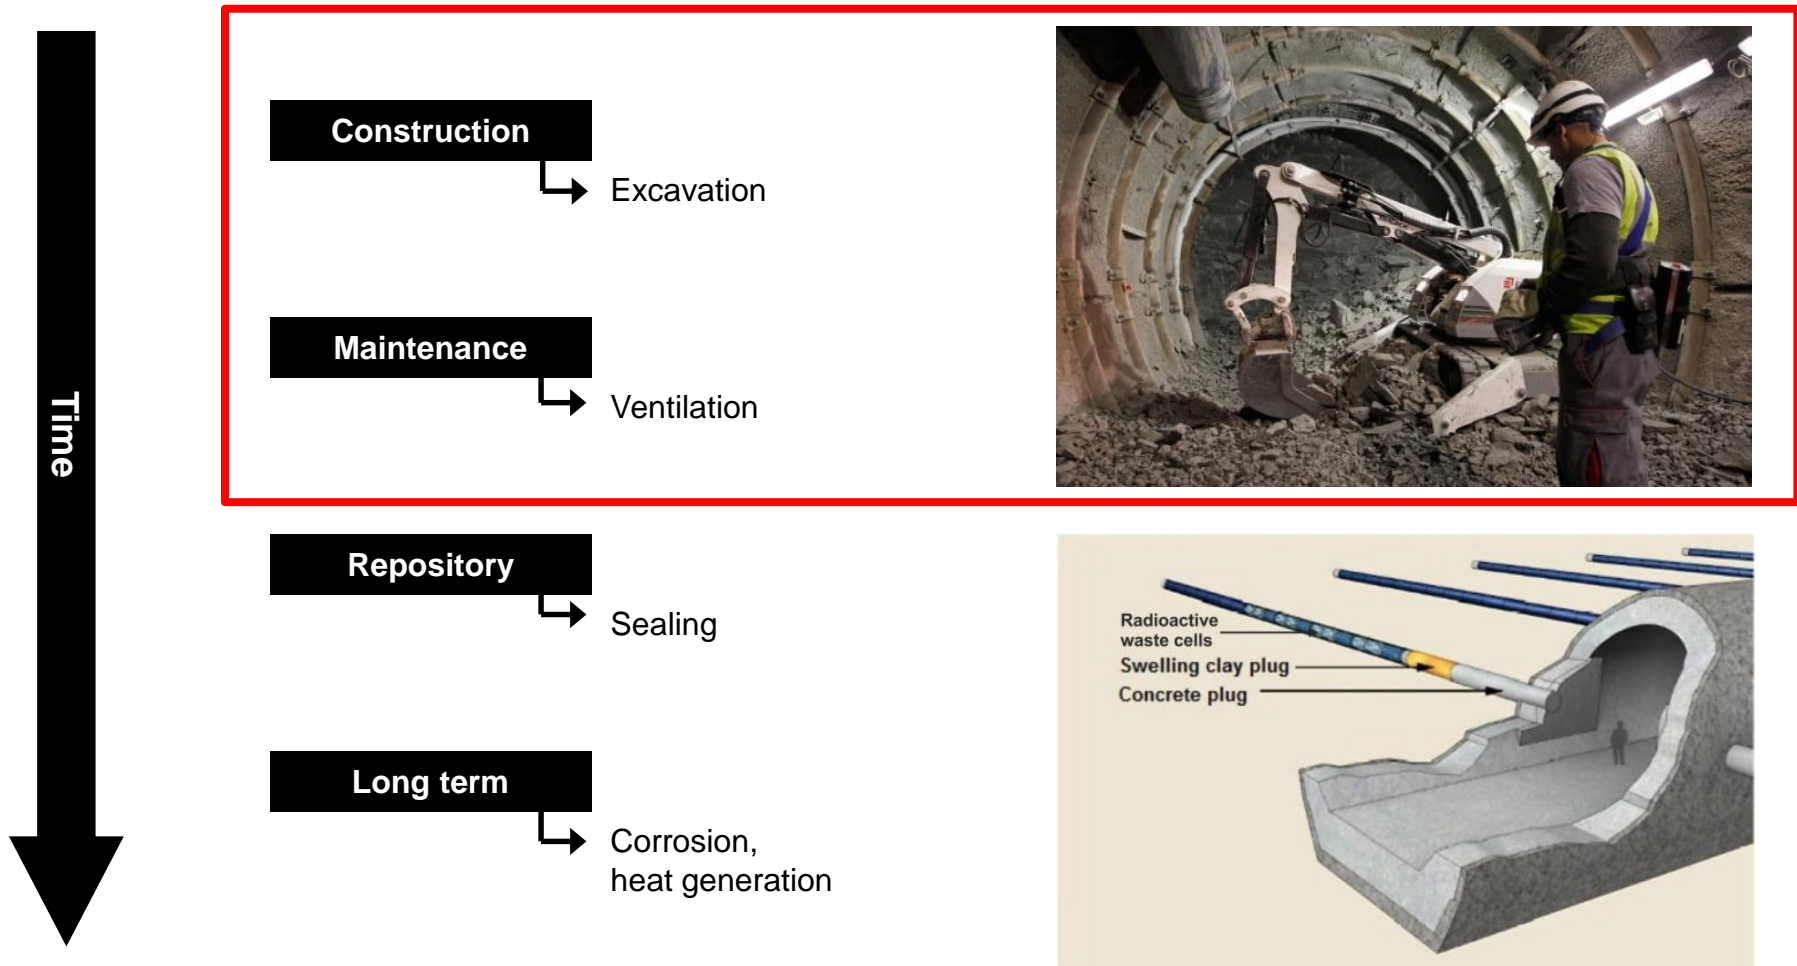 Time
Construction
Excavation
Maintenance
Ventilation
Repository
Sealing
Long term
Corrosion,
heat generation
Radioactive
waste cells
Swelling clay plug
Concrete plug